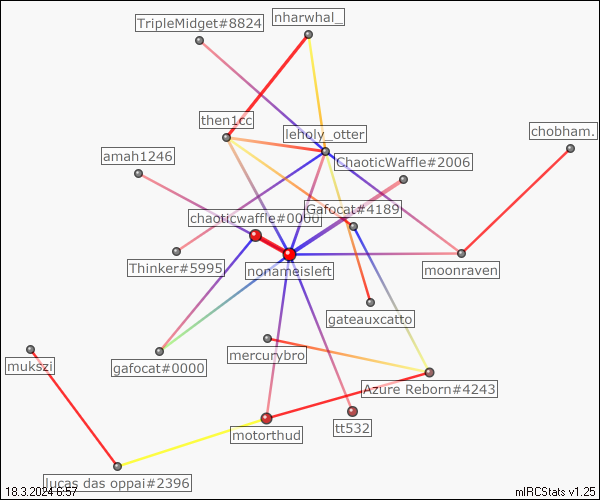 nharwhal_
TripleMidget#8824
then1cc
leholy_otter
chobham.
amah1246
ChaoticWaffle#2006
Gafocat#4189
chaoticwaffle#0000
Thinker#5995
nonameisleft
moonraven
gateauxcatto
mukszi
gafocat#0000
mercurybro
Azure Reborn#4243
motorthud
tt532
lucas das oppai#2396
18.3.2024 6:57
mIRCStats v1.25